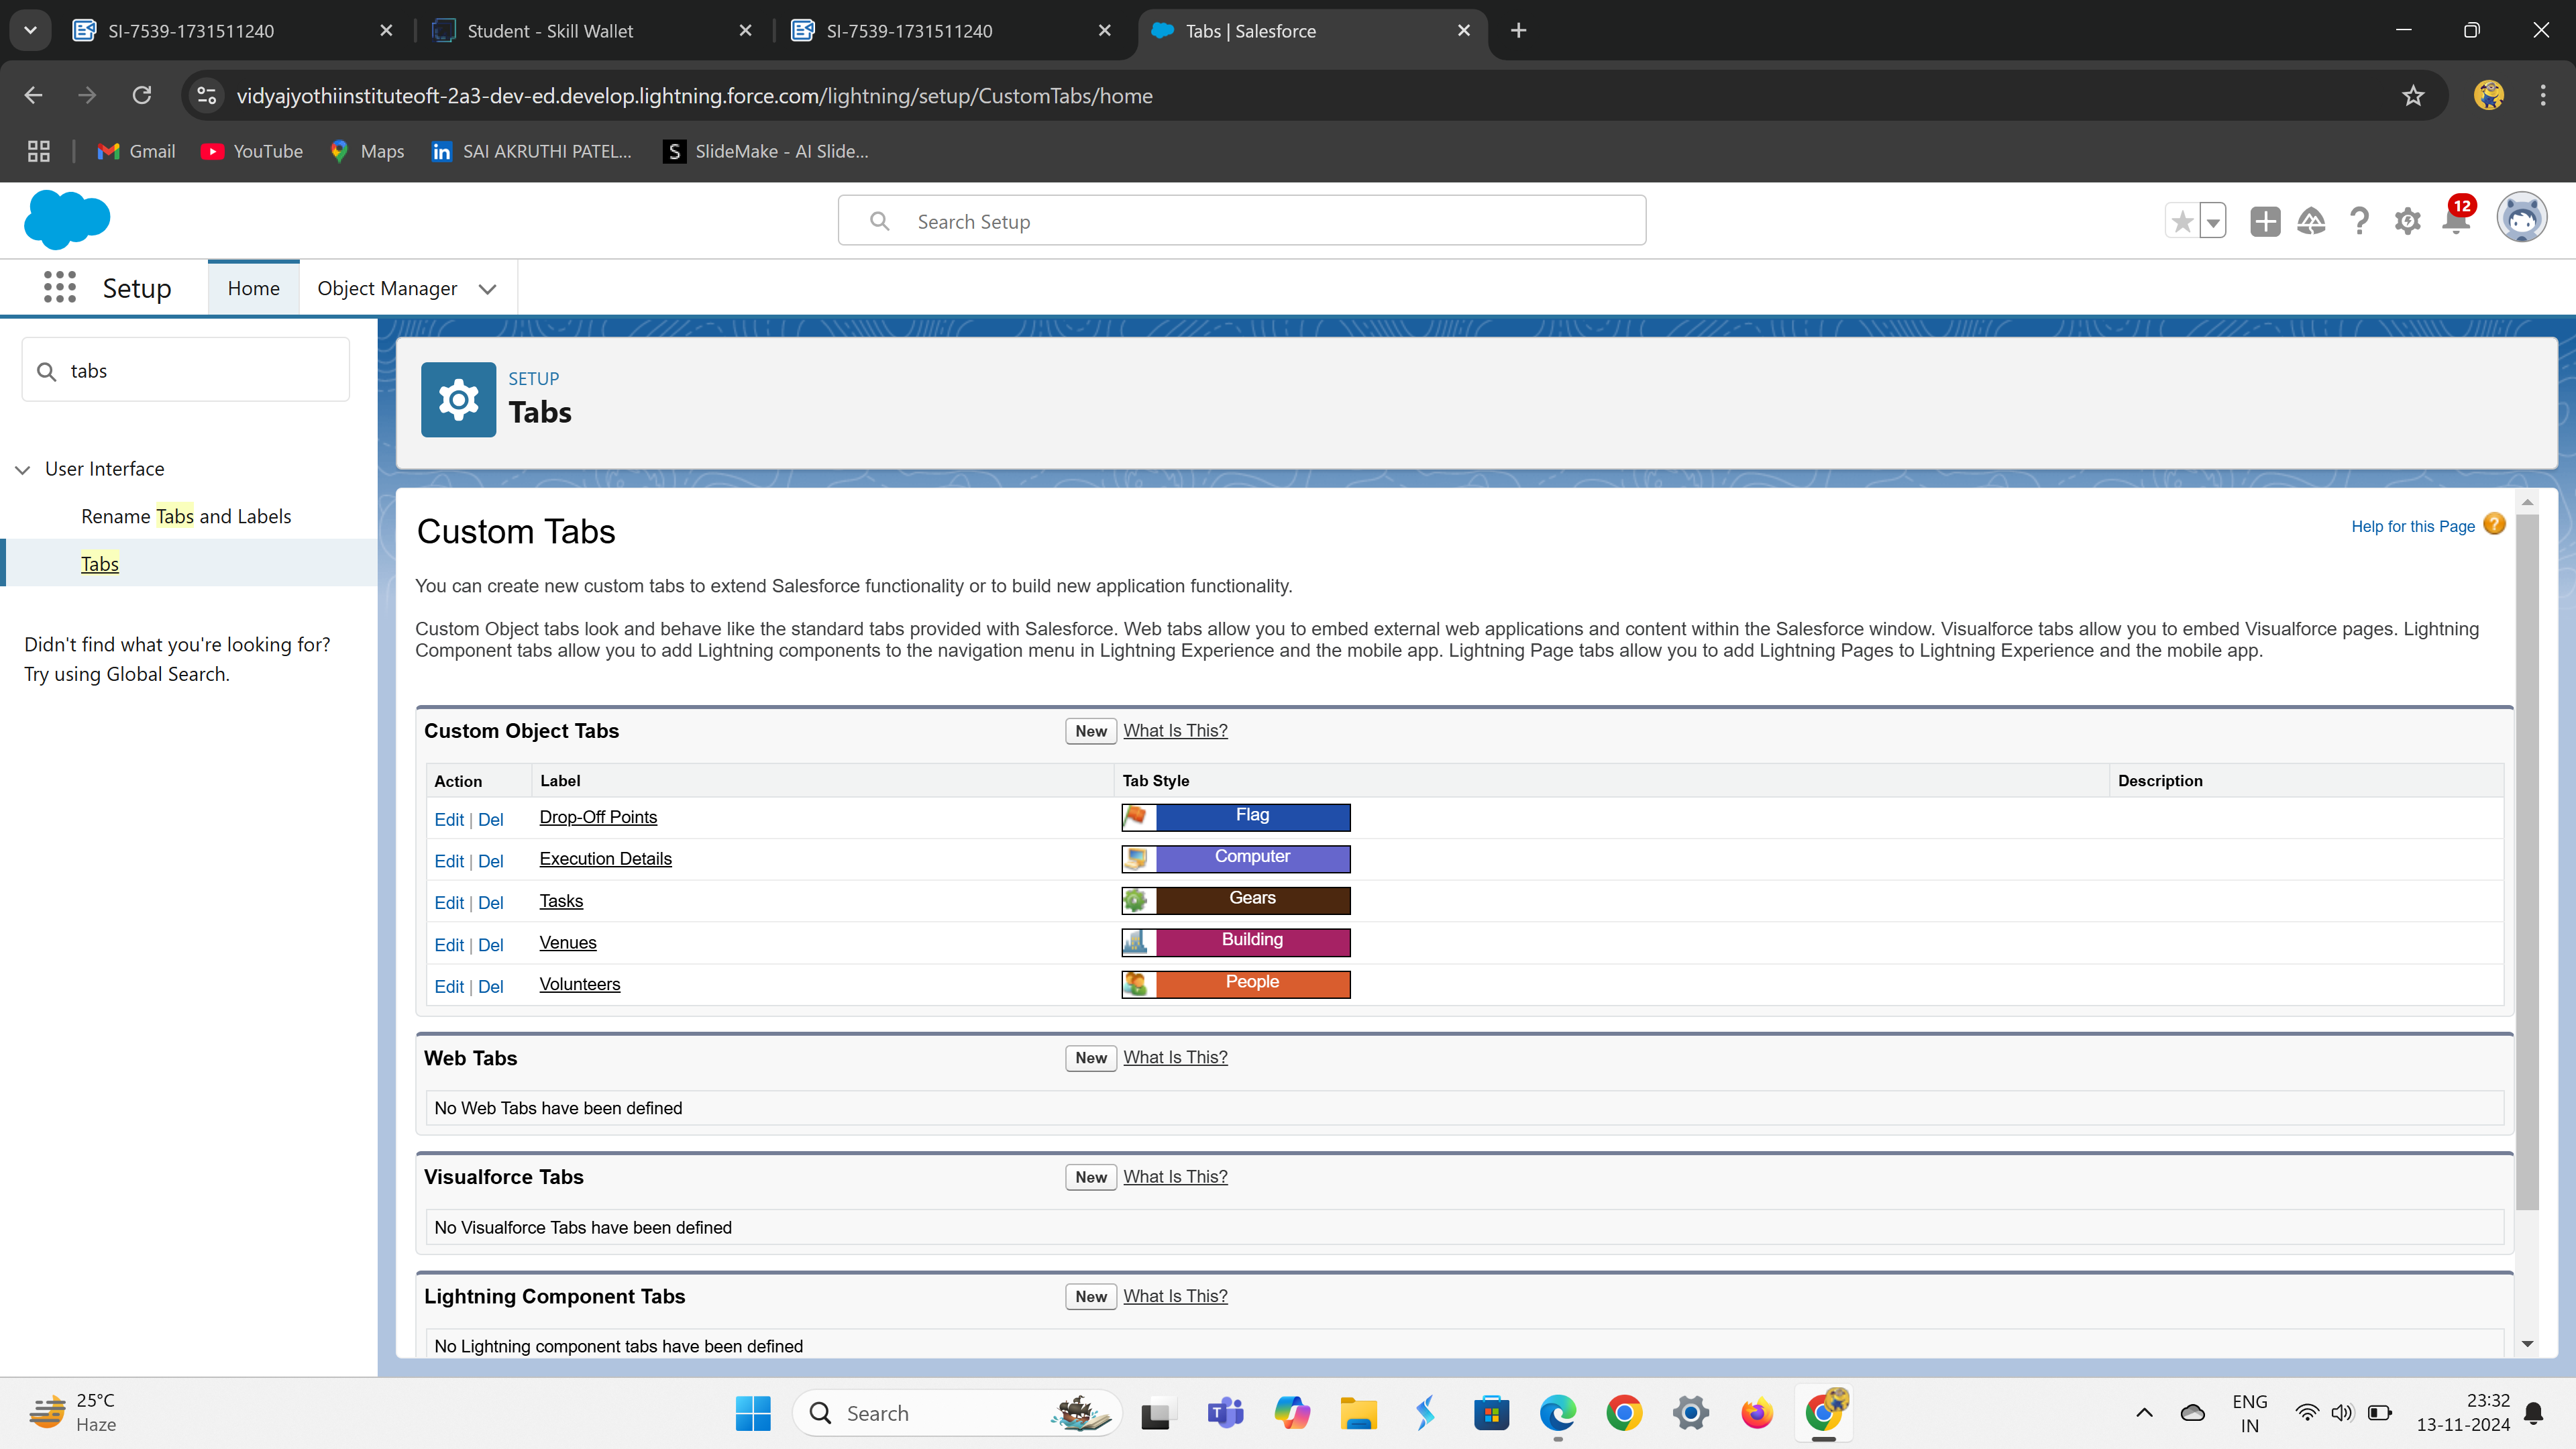 SI-7539-1731511240
Student - Skill Wallet
SI-7539-1731511240
Tabs | Salesforce
vidyajyothiinstituteoft-2a3-dev-ed.develop.lightning.force.com/lightning/setup/CustomTabs/home
Gmail
YouTube
Maps
SAI AKRUTHI PATEL...
SlideMake - AI Slide...
Search Setup
12
Setup
Home
Object Manager
tabs
User Interface
Rename Tabs and Labels
Tabs
Didn't find what you're looking for?
Try using Global Search.
SETUP
Tabs
Custom Tabs
Help for this Page
You can create new custom tabs to extend Salesforce functionality or to build new application functionality.
Custom Object tabs look and behave like the standard tabs provided with Salesforce. Web tabs allow you to embed external web applications and content within the Salesforce window. Visualforce tabs allow you to embed Visualforce pages. Lightning
Component tabs allow you to add Lightning components to the navigation menu in Lightning Experience and the mobile app. Lightning Page tabs allow you to add Lightning Pages to Lightning Experience and the mobile app.
Custom Object Tabs New What Is This?
Action Label Tab Style Description
Edit | Del Drop-Off Points Flag
Edit | Del Execution Details Computer
Edit | Del Tasks Gears
Edit | Del Venues Building
Edit | Del Volunteers People
Web Tabs New What Is This?
No Web Tabs have been defined
Visualforce Tabs New What Is This?
No Visualforce Tabs have been defined
Lightning Component Tabs New What Is This?
No Lightning component tabs have been defined
25°C
Haze
Search
ENG
IN
23:32
13-11-2024